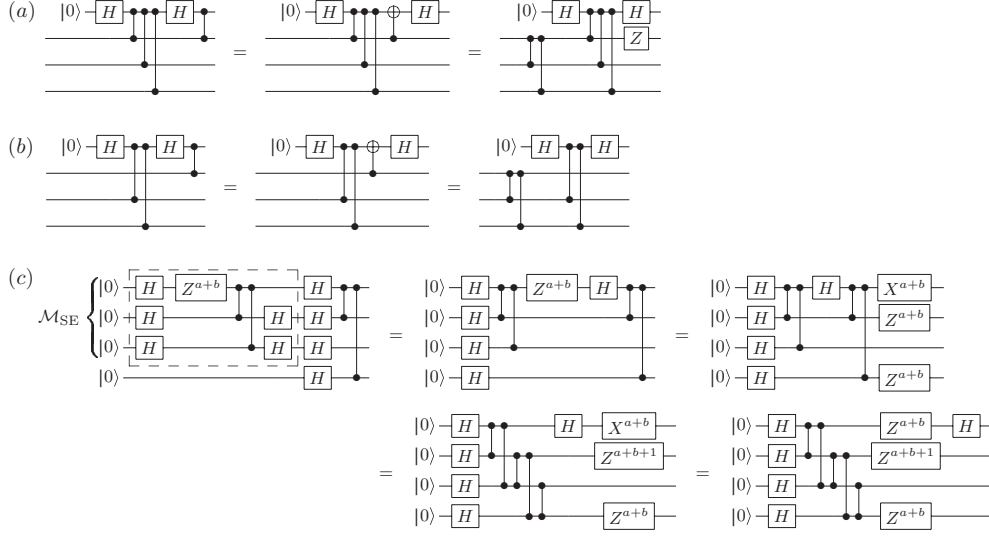 (a) |0⟩ H H = |0⟩ H H = |0⟩ H H
Z
(b) |0⟩ H H = |0⟩ H H = |0⟩ H H
(c)
|0⟩ H Z^{a+b} H |0⟩ H Z^{a+b} H |0⟩ H H X^{a+b}
M_SE |0⟩ H H H = |0⟩ H = |0⟩ H Z^{a+b}
|0⟩ H H H |0⟩ H |0⟩ H
|0⟩ H |0⟩ H |0⟩ H Z^{a+b}
|0⟩ H H X^{a+b} |0⟩ H Z^{a+b} H
= |0⟩ H Z^{a+b+1} = |0⟩ H Z^{a+b+1}
|0⟩ H |0⟩ H
|0⟩ H Z^{a+b} |0⟩ H Z^{a+b}